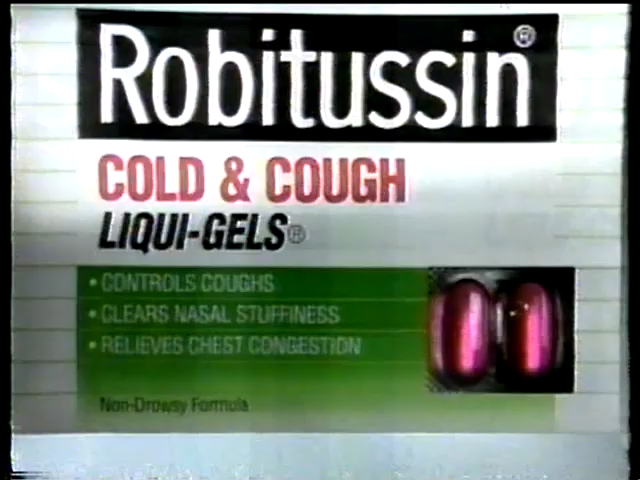 Robitussin®
COLD & COUGH
LIQUI-GELS®
• CONTROLS COUGHS
• CLEARS NASAL STUFFINESS
• RELIEVES CHEST CONGESTION
Non-Drowsy Formula